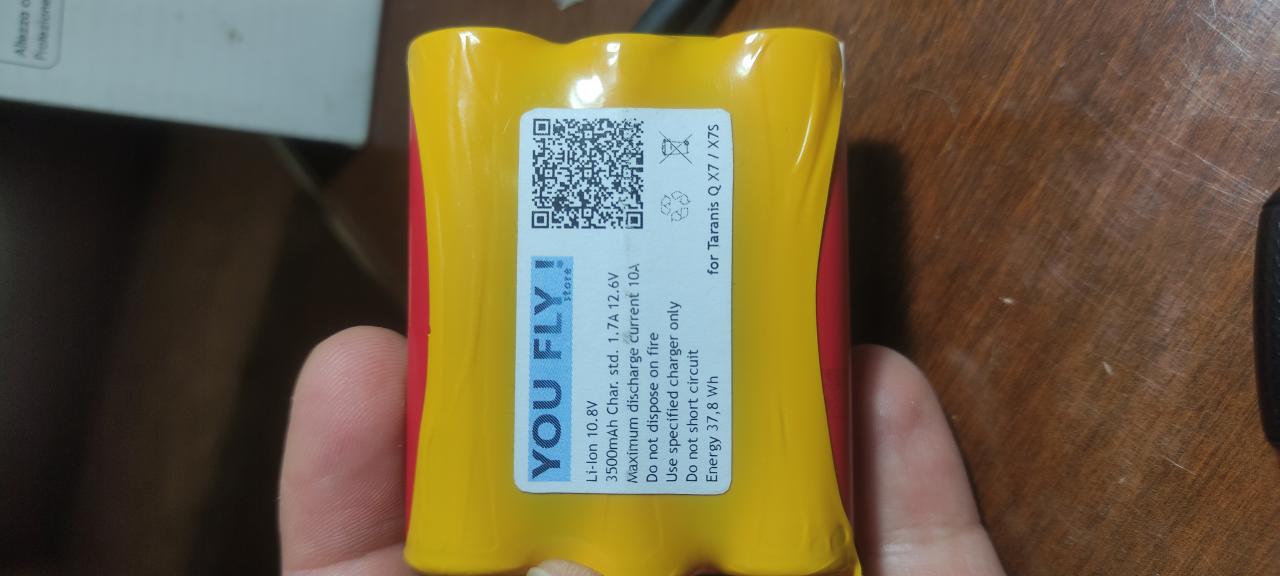 YOU FLY !
store
Li-Ion 10.8V
3500mAh Char. std. 1.7A 12.6V
Maximum discharge current 10A
Do not dispose on fire
Use specified charger only
Do not short circuit
Energy 37,8 Wh
for Taranis Q X7 / X7S
Altezza
Protezione